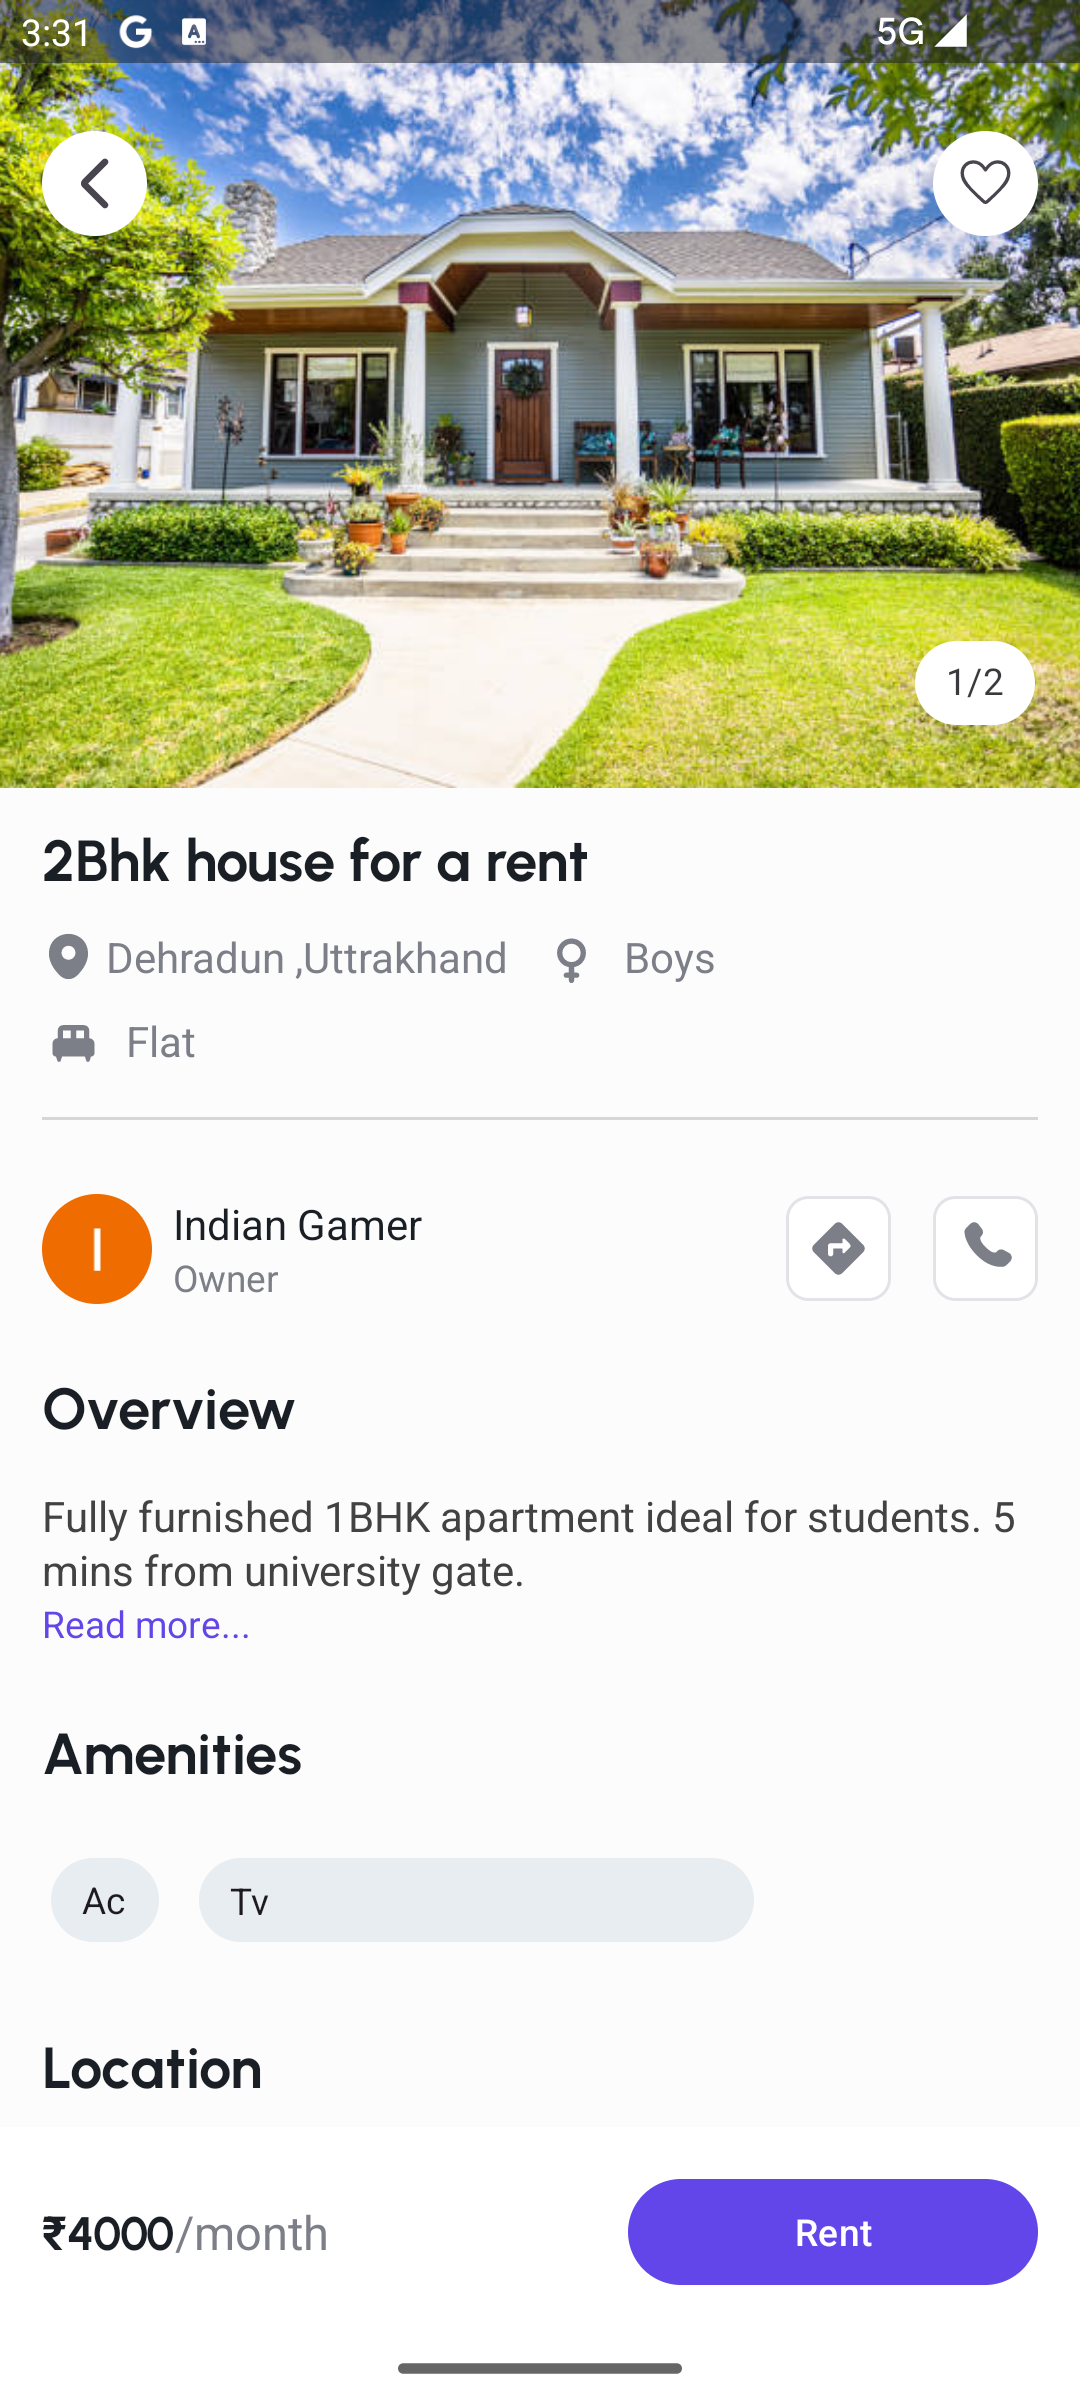 3:31
5G
1/2
2Bhk house for a rent
Dehradun ,Uttrakhand
Boys
Flat
I
Indian Gamer
Owner
Overview
Fully furnished 1BHK apartment ideal for students. 5
mins from university gate.
Read more...
Amenities
Ac
Tv
Location
₹4000/month
Rent